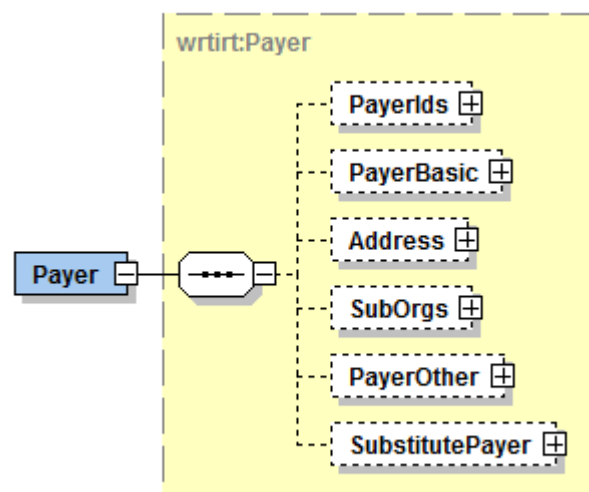 wrtirt:Payer
PayerIds
PayerBasic
Address
Payer
SubOrgs
PayerOther
SubstitutePayer